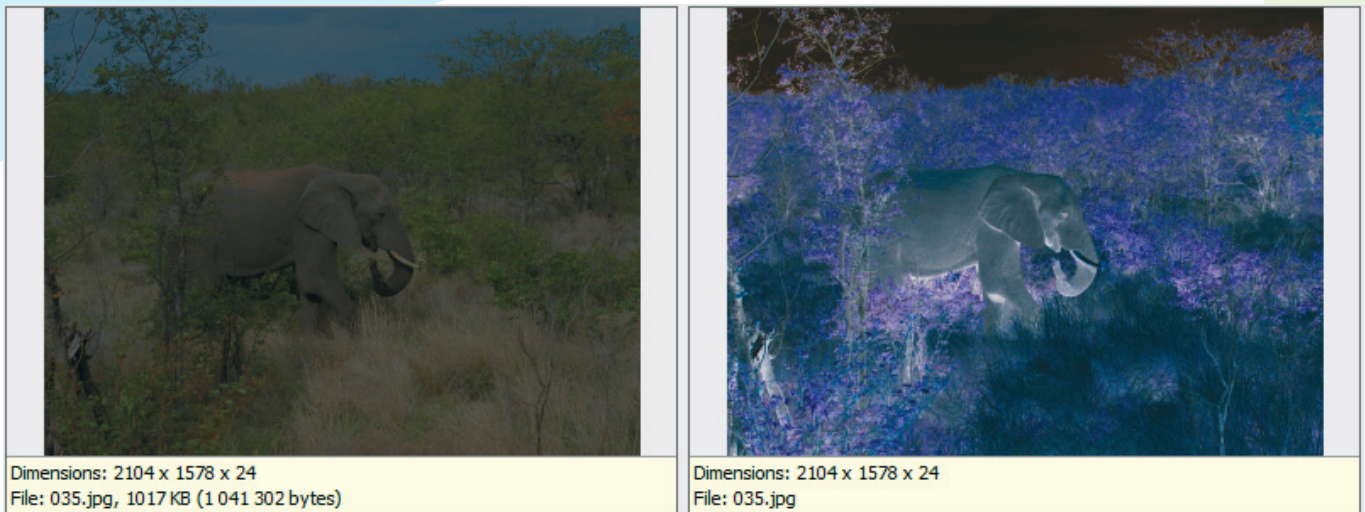 Dimensions: 2104 x 1578 x 24
File: 035.jpg, 1017 KB (1 041 302 bytes)
Dimensions: 2104 x 1578 x 24
File: 035.jpg